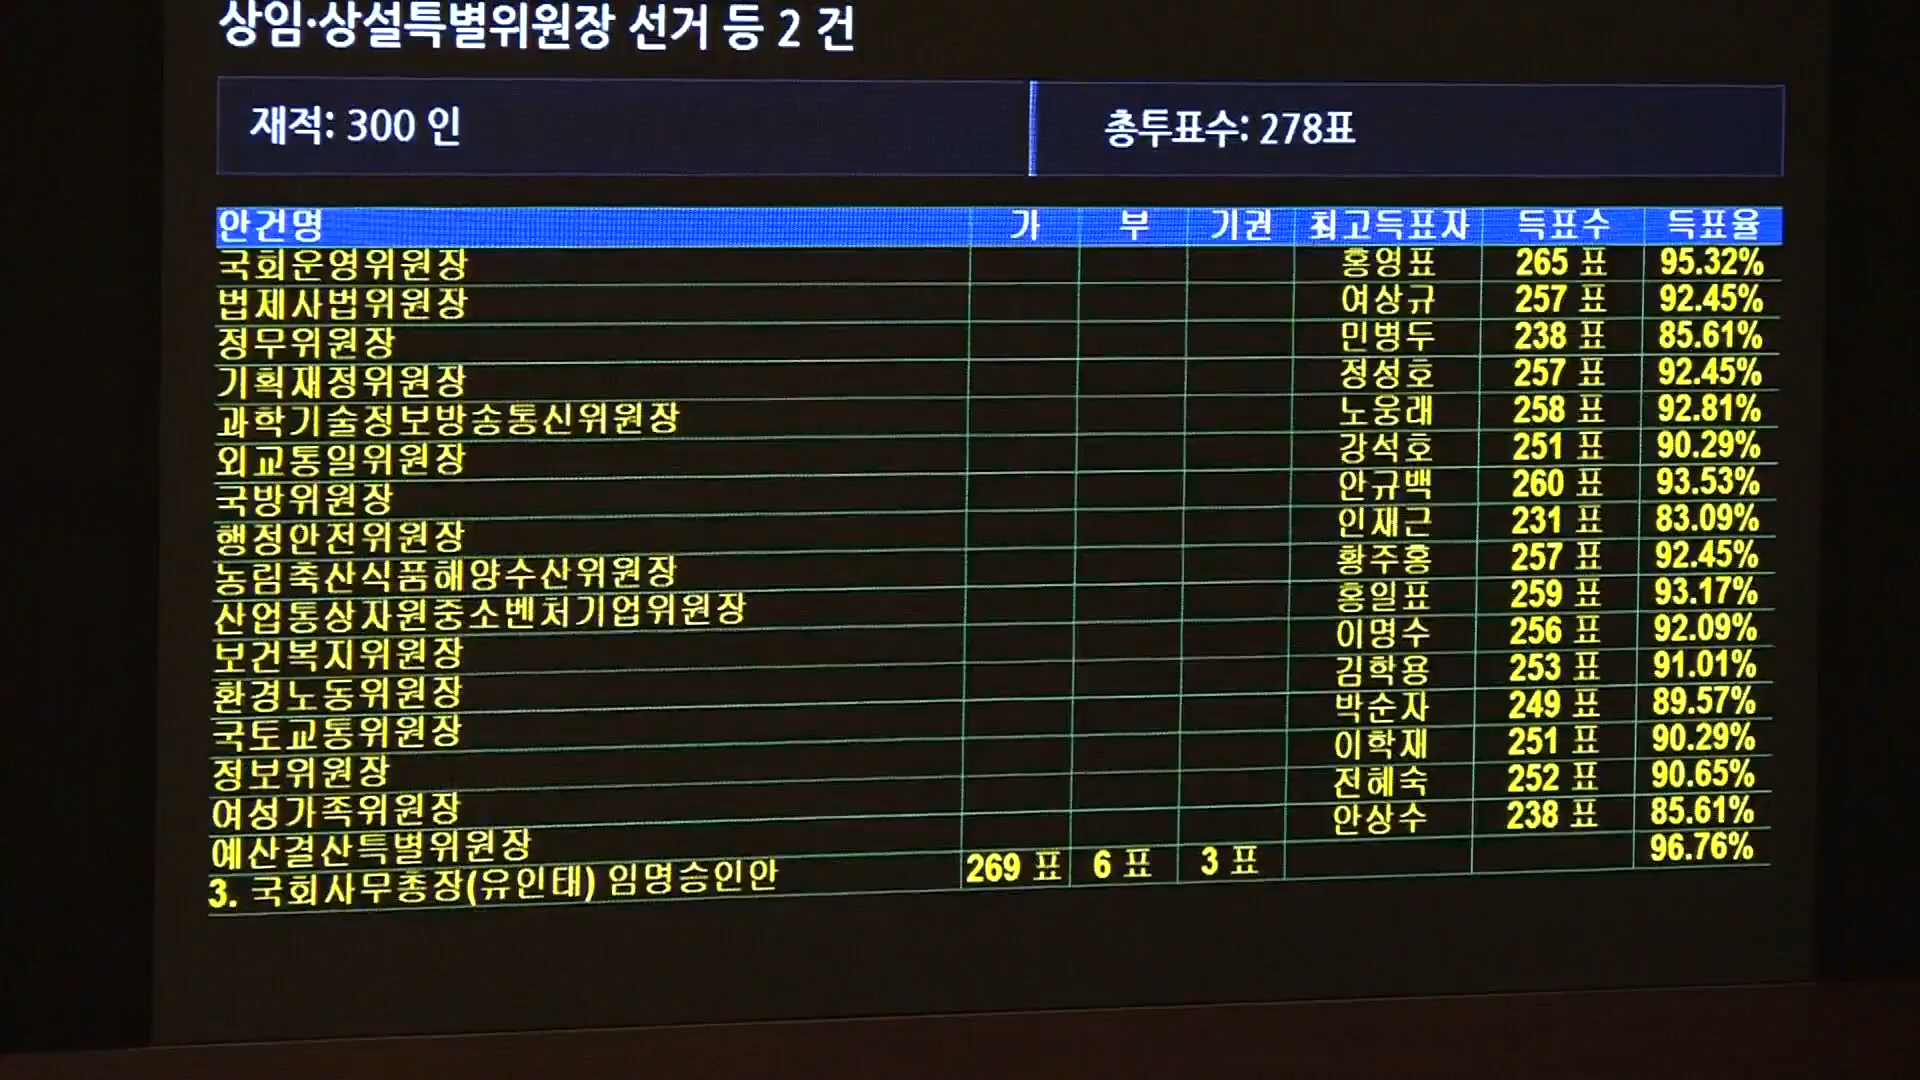 상임·상설특별위원장 선거 등 2 건
재적: 300 인 총투표수: 278표
안건명 가 부 기권 최고득표자 득표수 득표율
국회운영위원장 홍영표 265 표 95.32%
법제사법위원장 여상규 257 표 92.45%
정무위원장 민병두 238 표 85.61%
기획재정위원장 정성호 257 표 92.45%
과학기술정보방송통신위원장 노웅래 258 표 92.81%
외교통일위원장 강석호 251 표 90.29%
국방위원장 안규백 260 표 93.53%
행정안전위원장 인재근 231 표 83.09%
농림축산식품해양수산위원장 황주홍 257 표 92.45%
산업통상자원중소벤처기업위원장 홍일표 259 표 93.17%
보건복지위원장 이명수 256 표 92.09%
환경노동위원장 김학용 253 표 91.01%
국토교통위원장 박순자 249 표 89.57%
정보위원장 이학재 251 표 90.29%
여성가족위원장 전혜숙 252 표 90.65%
예산결산특별위원장 안상수 238 표 85.61%
3. 국회사무총장(유인태) 임명승인안 269 표 6 표 3 표 96.76%